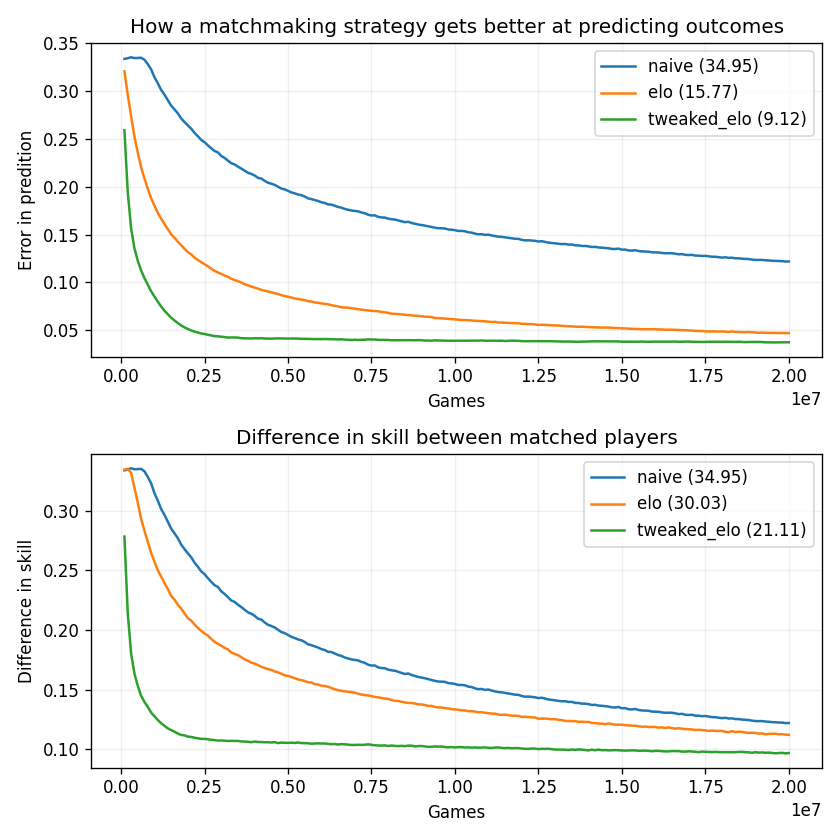 How a matchmaking strategy gets better at predicting outcomes
0.35
0.30
0.25
0.20
0.15
0.10
0.05
Error in predition
naive (34.95)
elo (15.77)
tweaked_elo (9.12)
0.00 0.25 0.50 0.75 1.00 1.25 1.50 1.75 2.00
1e7
Games
Difference in skill between matched players
0.30
0.25
0.20
0.15
0.10
Difference in skill
naive (34.95)
elo (30.03)
tweaked_elo (21.11)
0.00 0.25 0.50 0.75 1.00 1.25 1.50 1.75 2.00
1e7
Games